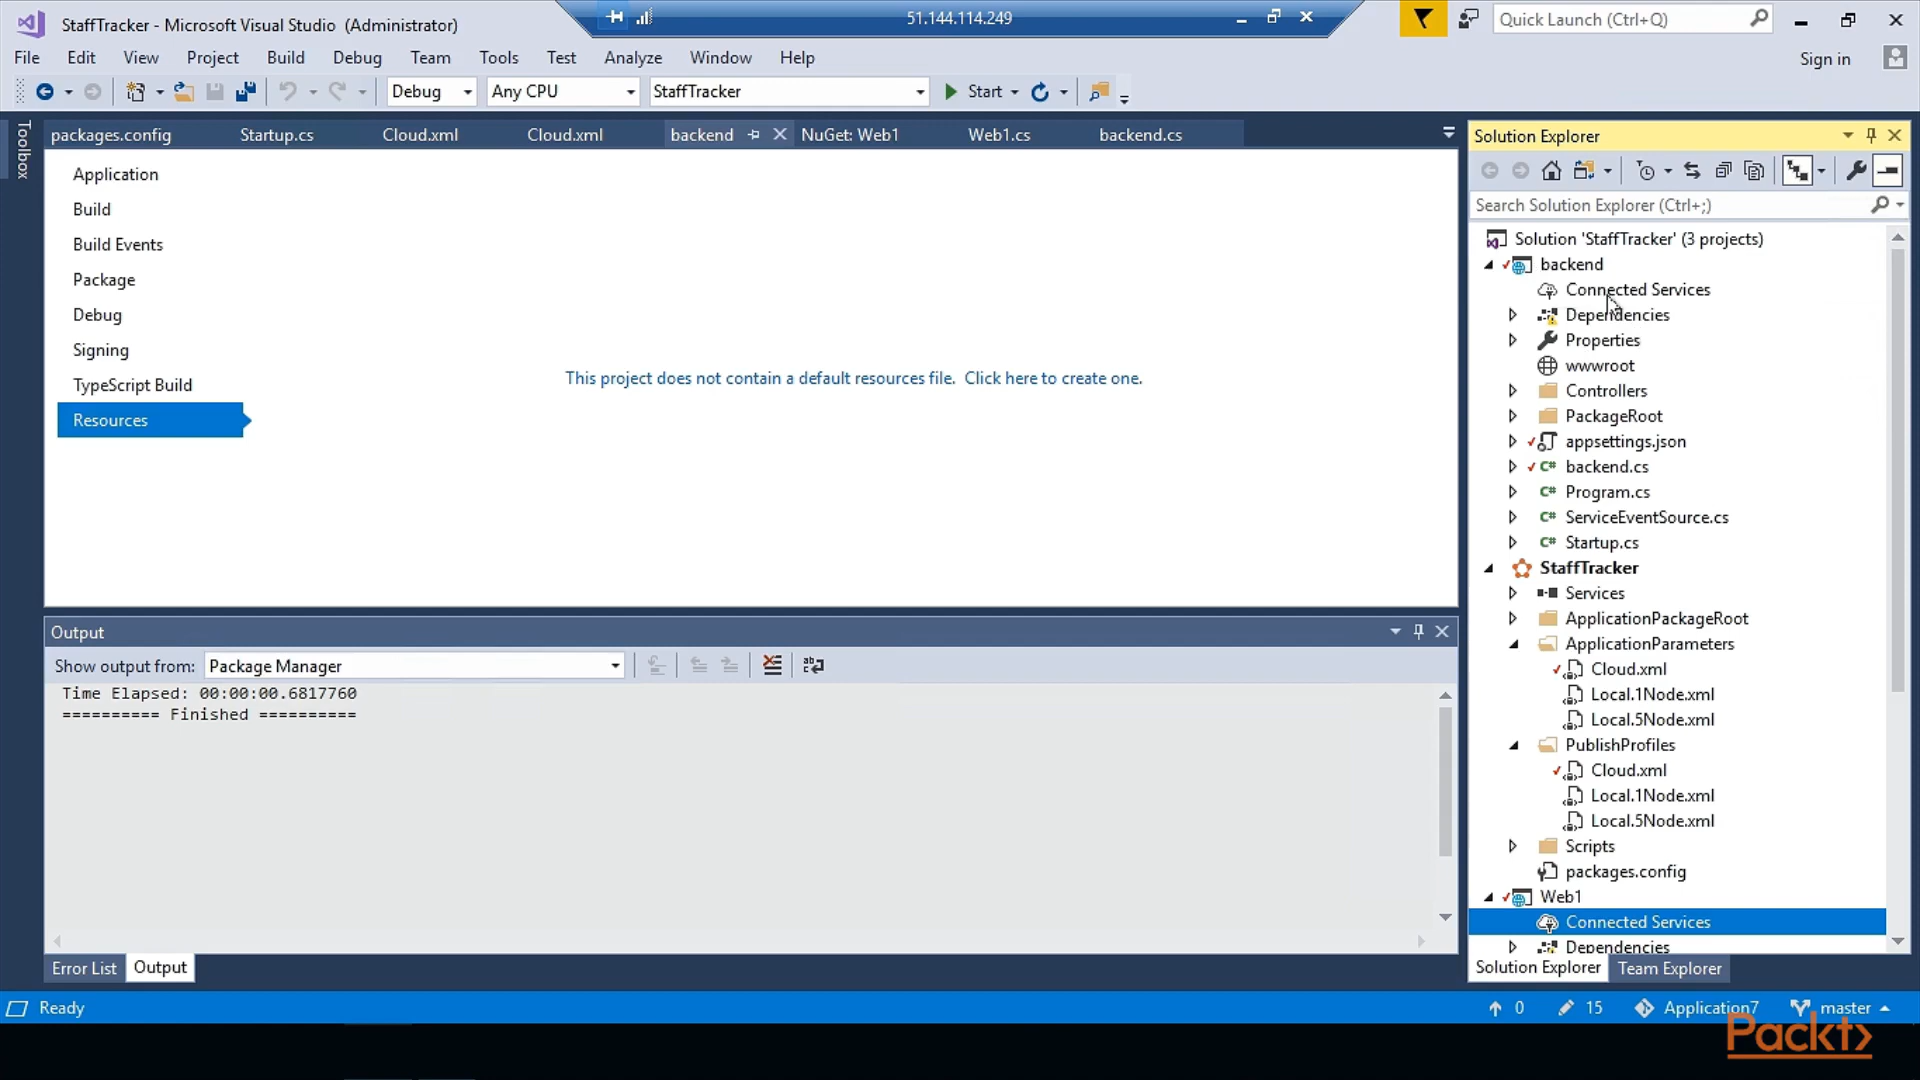 StaffTracker - Microsoft Visual Studio (Administrator)
51.144.114.249
Quick Launch (Ctrl+Q)
File Edit View Project Build Debug Team Tools Test Analyze Window Help
Sign in
Debug Any CPU StaffTracker Start
Toolbox
packages.config Startup.cs Cloud.xml Cloud.xml backend NuGet: Web1 Web1.cs backend.cs
Application
Build
Build Events
Package
Debug
Signing
TypeScript Build
Resources
This project does not contain a default resources file. Click here to create one.
Output
Show output from: Package Manager
Time Elapsed: 00:00:00.6817760
========== Finished ==========
Error List Output
Solution Explorer
Search Solution Explorer (Ctrl+;)
Solution 'StaffTracker' (3 projects)
backend
Connected Services
Dependencies
Properties
wwwroot
Controllers
PackageRoot
appsettings.json
C# backend.cs
C# Program.cs
C# ServiceEventSource.cs
C# Startup.cs
StaffTracker
Services
ApplicationPackageRoot
ApplicationParameters
Cloud.xml
Local.1Node.xml
Local.5Node.xml
PublishProfiles
Cloud.xml
Local.1Node.xml
Local.5Node.xml
Scripts
packages.config
Web1
Connected Services
Dependencies
Solution Explorer Team Explorer
Ready
0 15 Application7 master
Packt>